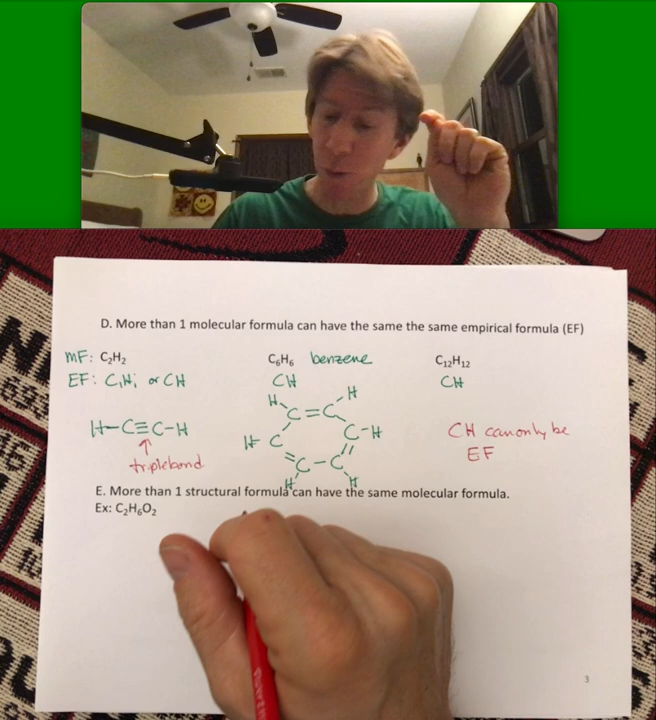 D. More than 1 molecular formula can have the same the same empirical formula (EF)
MF: C₂H₂ C₆H₆ benzene C₁₂H₁₂
EF: C₁H₁ or CH CH CH
H-C≡C-H
triple bond
H H
C=C
H C C-H
C-C
H H
CH can only be
EF
E. More than 1 structural formula can have the same molecular formula.
Ex: C₂H₆O₂
3